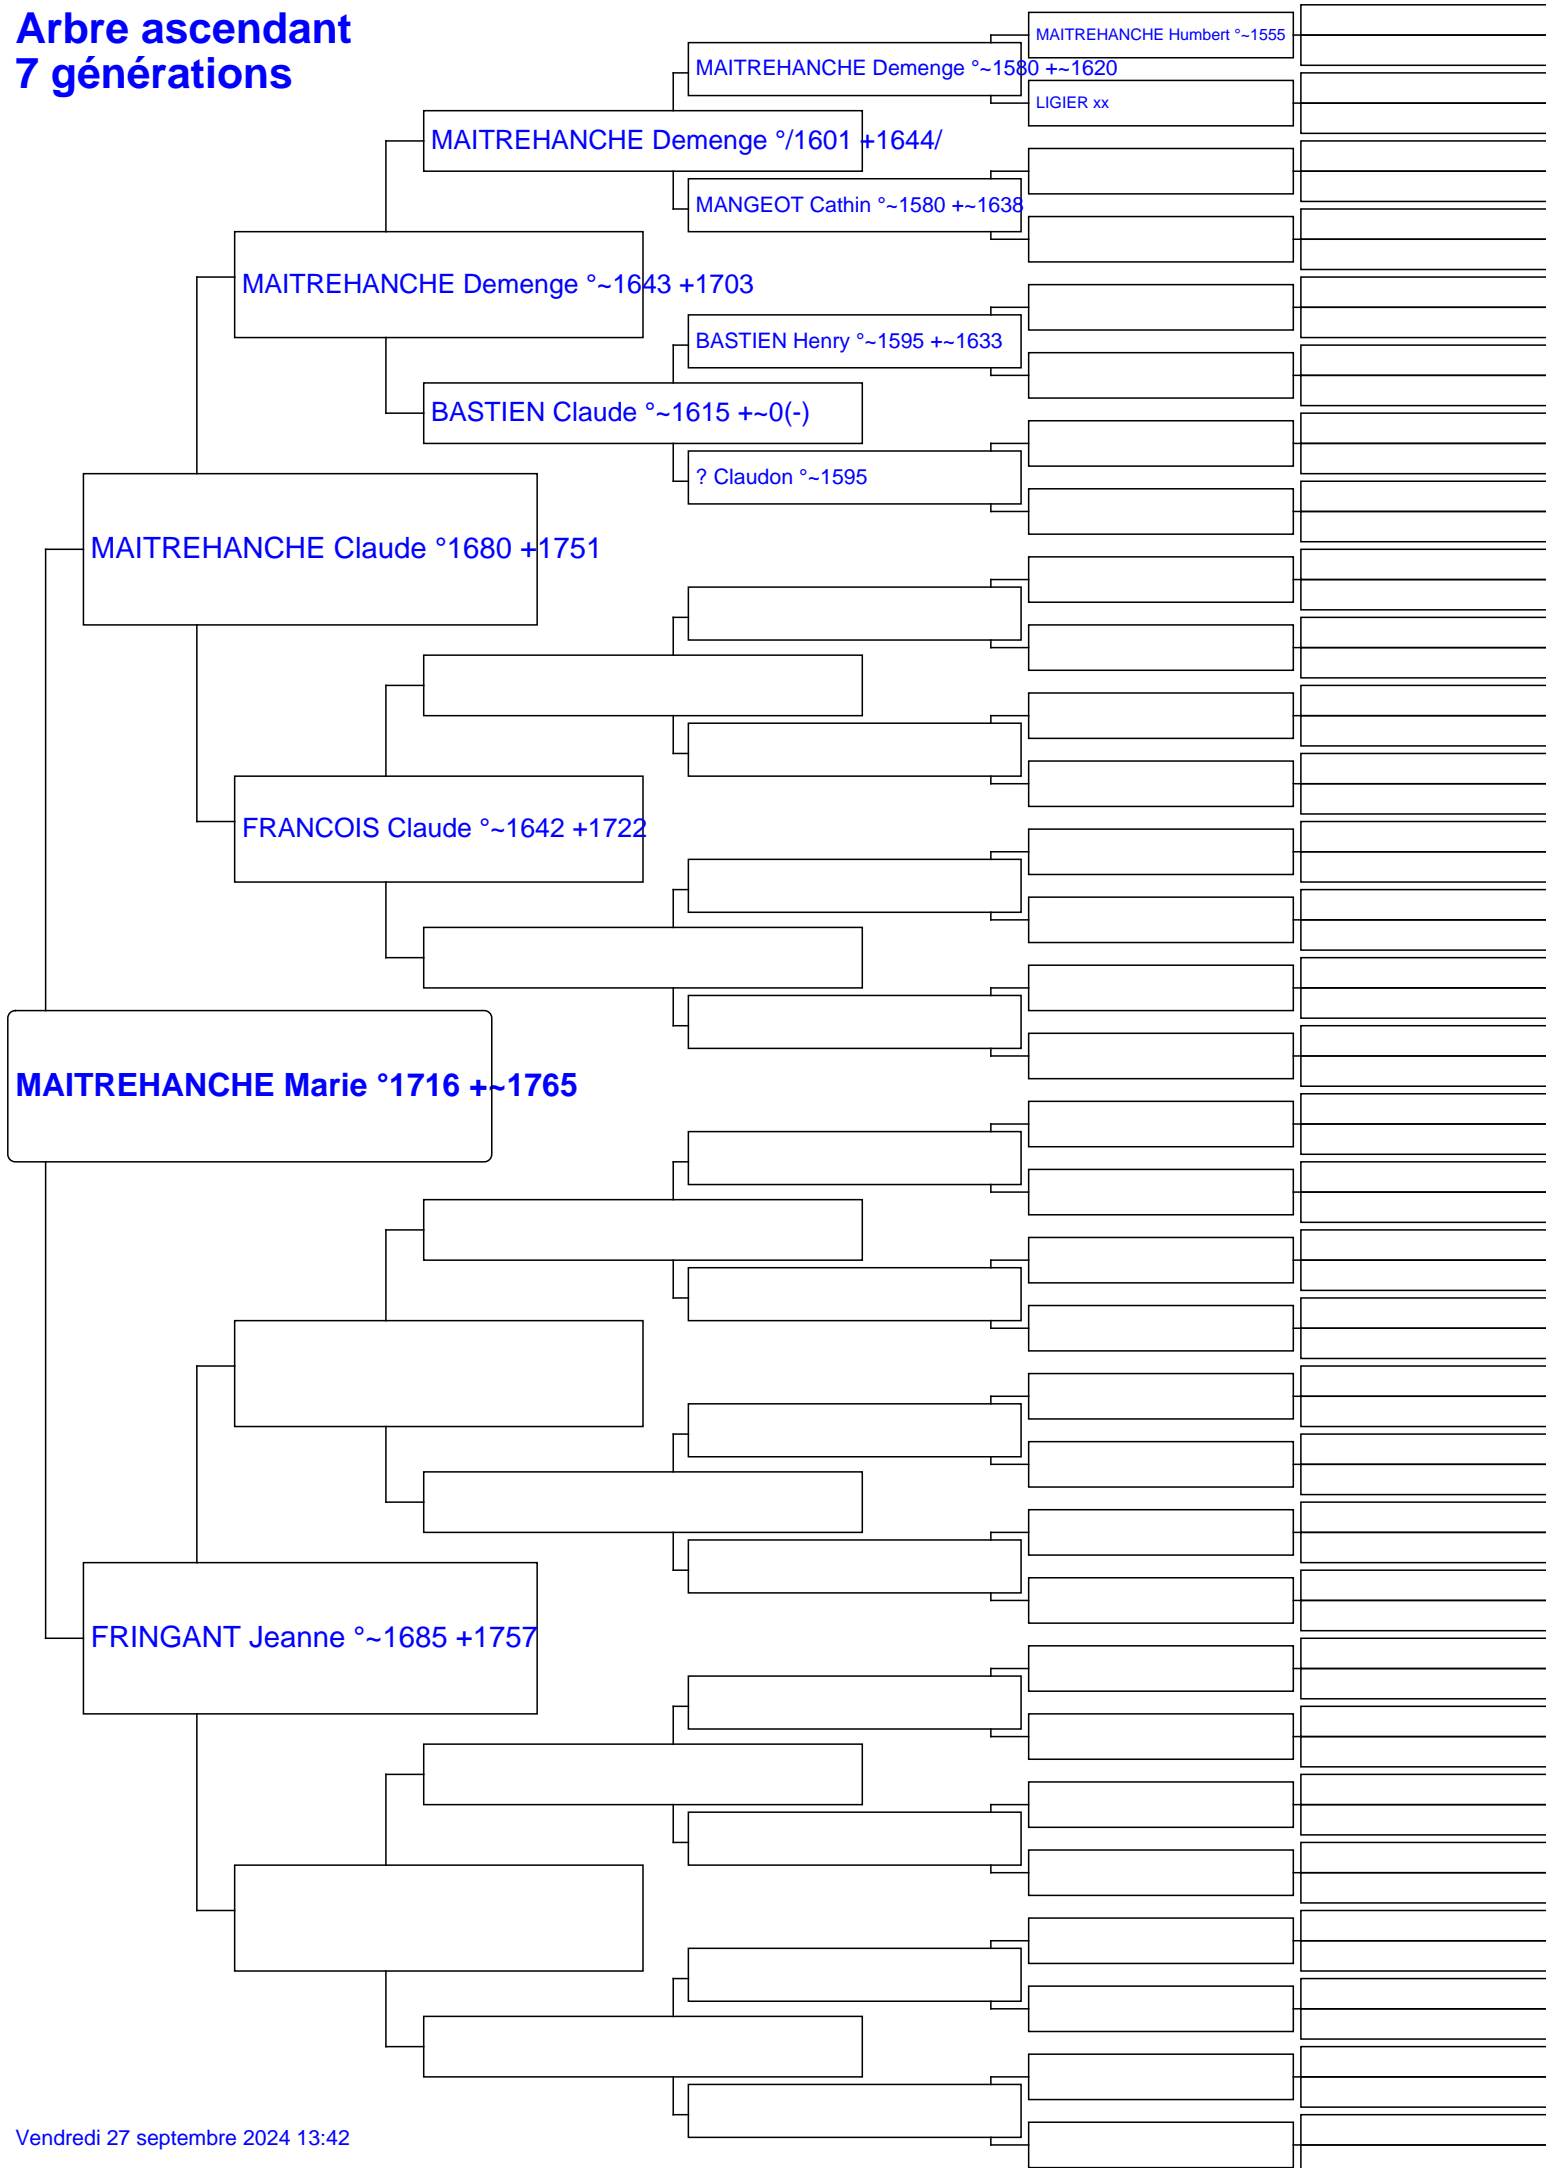 Arbre ascendant
7 générations
MAITREHANCHE Humbert °~1555
MAITREHANCHE Demenge °~1580 +~1620
LIGIER xx
MAITREHANCHE Demenge °/1601 +1644/
MANGEOT Cathin °~1580 +~1638
MAITREHANCHE Demenge °~1643 +1703
BASTIEN Henry °~1595 +~1633
BASTIEN Claude °~1615 +~0(-)
? Claudon °~1595
MAITREHANCHE Claude °1680 +1751
FRANCOIS Claude °~1642 +1722
MAITREHANCHE Marie °1716 +~1765
FRINGANT Jeanne °~1685 +1757
Vendredi 27 septembre 2024 13:42